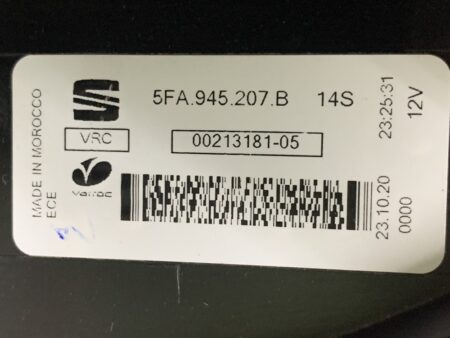 MADE IN MOROCCO
ECE
5FA.945.207.B 14S
VRC
00213181-05
Valeo
23:25:31
23.10.20
12V
0000